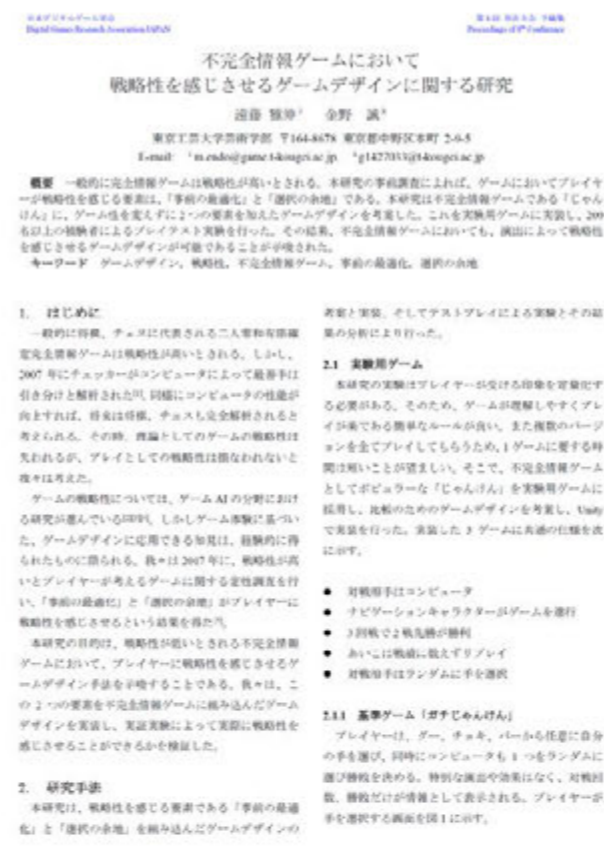 日本デジタルゲーム学会
Digital Games Research Association JAPAN
不完全情報ゲームにおいて
戦略性を感じさせるゲームデザインに関する研究
遠藤 雅伸 金野 誠
東京工芸大学芸術学部 〒164-8678 東京都中野区本町 2-9-5
E-mail:
概要 一般的に完全情報ゲームは戦略性が高いとされる。本研究の事前調査によれば、ゲームにおいてプレイヤ
ーが戦略性を感じる要素は、「事前の最適化」と「選択の余地」である。本研究は不完全情報ゲームである「じゃん
けん」に、ゲーム性を変えずに2つの要素を加えたゲームデザインを考案した。これを実験用ゲームに実装し、200
名以上の被験者によるプレイテスト実験を行った。その結果、不完全情報ゲームにおいても、演出によって戦略性
を感じさせるゲームデザインが可能であることが示唆された。
キーワード ゲームデザイン、戦略性、不完全情報ゲーム、事前の最適化、選択の余地
1. はじめに
一般的に将棋、チェスに代表される二人零和有限確
定完全情報ゲームは戦略性が高いとされる。しかし、
2007 年にチェッカーがコンピュータによって最善手は
引き分けと解析された 同様にコンピュータの性能が
向上すれば、将来は将棋、チェスも完全解析されると
考えられる。その時、理論としてのゲームの戦略性は
失われるが、プレイとしての戦略性は損なわれないと
我々は考えた。
ゲームの戦略性については、ゲーム AI の分野におけ
る研究が進んでいる しかしゲーム体験に基づい
た、ゲームデザインに応用できる知見は、経験的に得
られたものに限られる。我々は 2017 年に、戦略性が高
いとプレイヤーが考えるゲームに関する定性調査を行
い、「事前の最適化」と「選択の余地」がプレイヤーに
戦略性を感じさせるという結果を得た
本研究の目的は、戦略性が低いとされる不完全情報
ゲームにおいて、プレイヤーに戦略性を感じさせるゲ
ームデザイン手法を示唆することである。我々は、こ
の 2 つの要素を不完全情報ゲームに組み込んだゲーム
デザインを実装し、実証実験によって実際に戦略性を
感じさせることができるかを検証した。
2. 研究手法
本研究は、戦略性を感じる要素である「事前の最適
化」と「選択の余地」を組み込んだゲームデザインの
考案と実装、そしてテストプレイによる実験とその結
果の分析により行った。
2.1 実験用ゲーム
本研究の実験はプレイヤーが受ける印象を定量化す
る必要がある。そのため、ゲームが理解しやすくプレ
イが楽である簡単なルールが良い。また複数のバージ
ョンを全てプレイしてもらうため、1 ゲームに要する時
間は短いことが望ましい。そこで、不完全情報ゲーム
としてポピュラーな「じゃんけん」を実験用ゲームに
採用し、比較のためのゲームデザインを考案し、Unity
で実装を行った。実装した 3 ゲームに共通の仕様を次
に示す。
● 対戦相手はコンピュータ
● ナビゲーションキャラクターがゲームを進行
● 3 回戦で 2 戦先勝が勝利
● あいこは戦績に数えずリプレイ
● 対戦相手はランダムに手を選択
2.1.1 基準ゲーム「ガチじゃんけん」
プレイヤーは、グー、チョキ、パーから任意に自分
の手を選び、同時にコンピュータも 1 つをランダムに
選び勝敗を決める。特別な演出や効果はなく、対戦回
数、勝敗だけが情報として表示される。プレイヤーが
手を選択する画面を図 1 に示す。